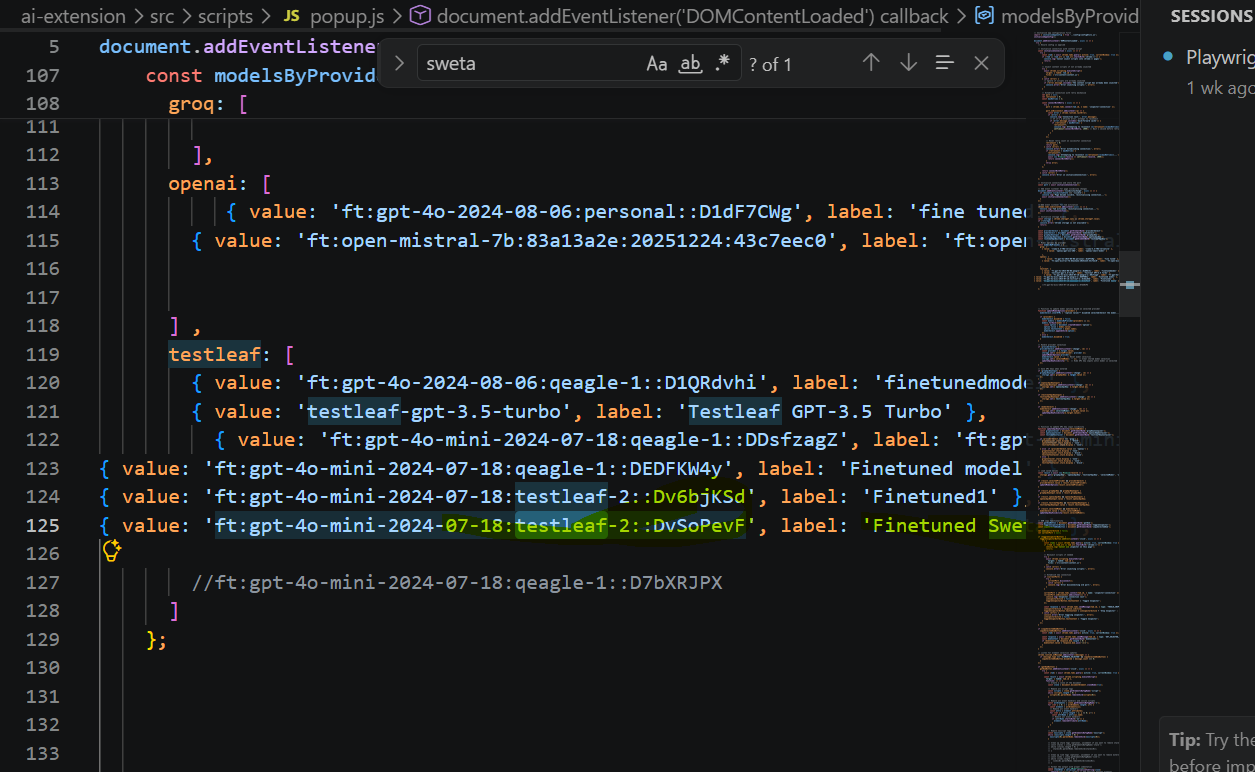 ai-extension > src > scripts > JS popup.js > document.addEventListener('DOMContentLoaded') callback > modelsByProvid
SESSIONS
5 document.addEventListener
sweta Aa ab .* ? of 1
Playwrig
1 wk ago
107 const modelsByProvid
108 groq: [
111
112 ],
113 openai: [
114 { value: 'ft:gpt-4o-2024-08-06:personal::D1dF7CWg', label: 'fine tuned
115 { value: 'ft:open-mistral-7b:83a13a2e:20251224:43c7eec0', label: 'ft:open
116
117
118 ] ,
119 testleaf: [
120 { value: 'ft:gpt-4o-2024-08-06:qeagle-1::D1QRdvhi', label: 'finetunedmode
121 { value: 'testleaf-gpt-3.5-turbo', label: 'Testleaf GPT-3.5 Turbo' },
122 { value: 'ft:gpt-4o-mini-2024-07-18:qeagle-1::DDsfzagZ', label: 'ft:gpt
123 { value: 'ft:gpt-4o-mini-2024-07-18:qeagle-1::DEDFKW4y', label: 'Finetuned model'
124 { value: 'ft:gpt-4o-mini-2024-07-18:testleaf-2::Dv6bjKSd', label: 'Finetuned1' },
125 { value: 'ft:gpt-4o-mini-2024-07-18:testleaf-2::DvSoPevF', label: 'Finetuned Swet
126
127 //ft:gpt-4o-mini-2024-07-18:qeagle-1::D7bXRJPX
128 ]
129 };
130
131
132
133
Tip: Try the
before imp